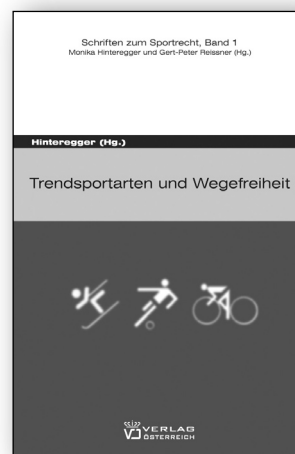 Schriften zum Sportrecht, Band 1
Monika Hinteregger und Gert-Peter Reissner (Hg.)
Hinteregger (Hg.)
Trendsportarten und Wegefreiheit
VERLAG
ÖSTERREICH